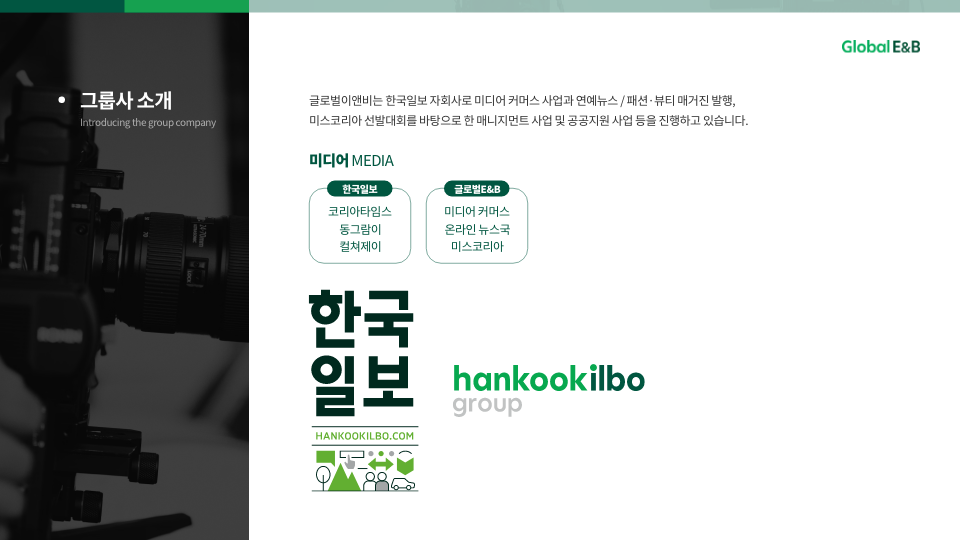 Global E&B
그룹사 소개
Introducing the group company
글로벌이앤비는 한국일보 자회사로 미디어 커머스 사업과 연예뉴스 / 패션·뷰티 매거진 발행,
미스코리아 선발대회를 바탕으로 한 매니지먼트 사업 및 공공지원 사업 등을 진행하고 있습니다.
미디어 MEDIA
한국일보
코리아타임스
동그람이
컬쳐제이
글로벌E&B
미디어 커머스
온라인 뉴스국
미스코리아
한국
일보
HANKOOKILBO.COM
hankookilbo
group